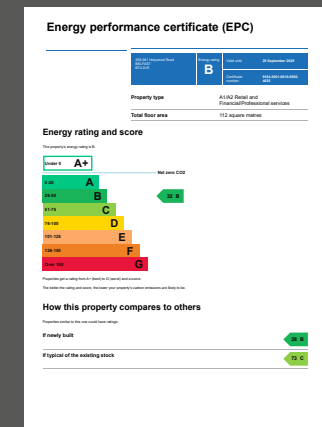 Energy performance certificate (EPC)
Holywood Road
BELFAST
Energy rating
B
Valid until
Certificate number
Property type
A1/A2 Retail and Financial/Professional services
Total floor area
112 square metres
Energy rating and score
This property's energy rating is B.
Under 0 A+
Net zero CO2
0-25 A
26-50 B
32 B
51-75 C
76-100 D
101-125 E
126-150 F
Over 150 G
Properties get a rating from A+ (best) to G (worst) and a score.
The better the rating and score, the lower your property's carbon emissions are likely to be.
How this property compares to others
Properties similar to this one could have ratings:
If newly built
B
If typical of the existing stock
73 C